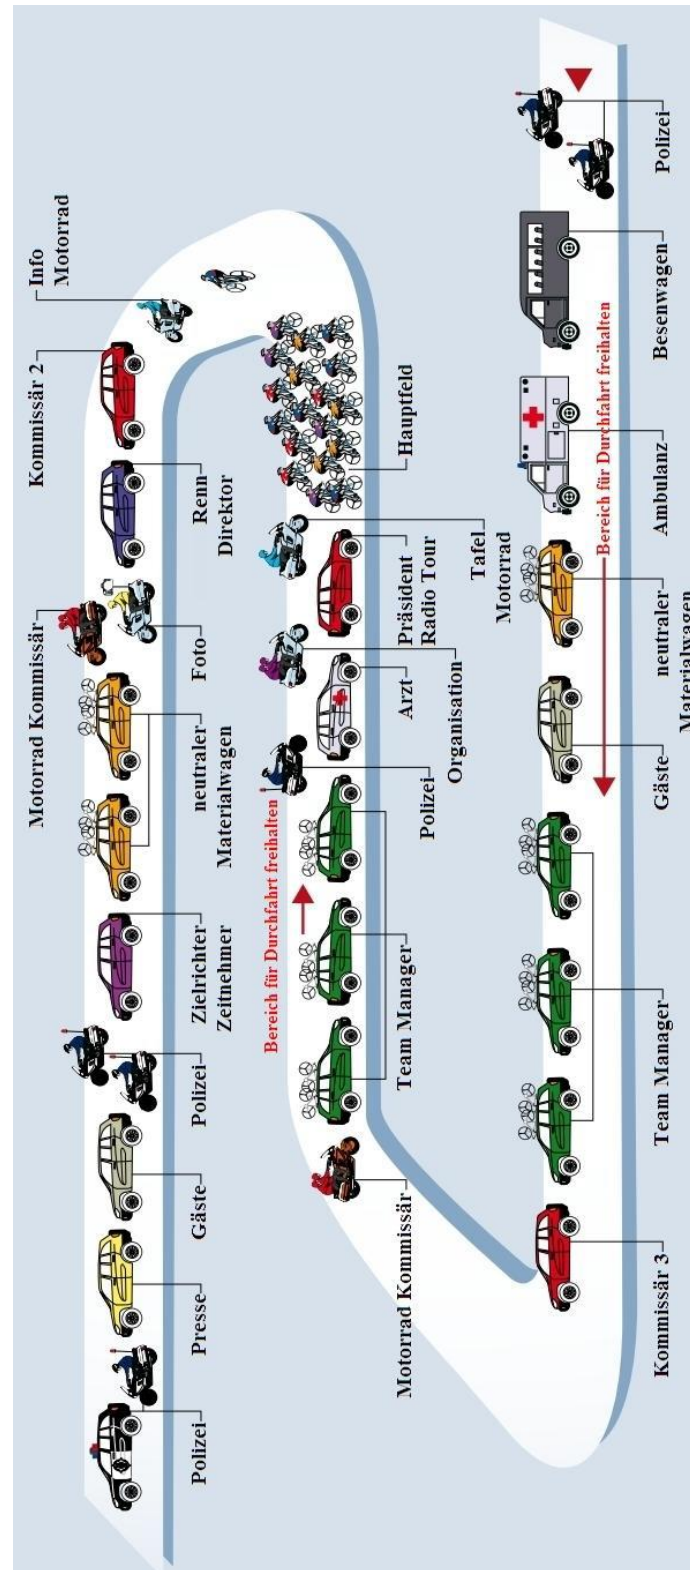 Motorrad Kommissär
Kommissär 2
Info
Motorrad
Polizei
Presse
Gäste
Polizei
Zielrichter
Zeitnehmer
neutraler
Materialwagen
Foto
Renn
Direktor
Bereich für Durchfahrt freihalten
Motorrad Kommissär
Team Manager
Polizei
Organisation
Arzt
Präsident
Radio Tour
Tafel
Motorrad
Hauptfeld
Bereich für Durchfahrt freihalten
Kommissär 3
Team Manager
Gäste
neutraler
Materialwagen
Ambulanz
Besenwagen
Polizei